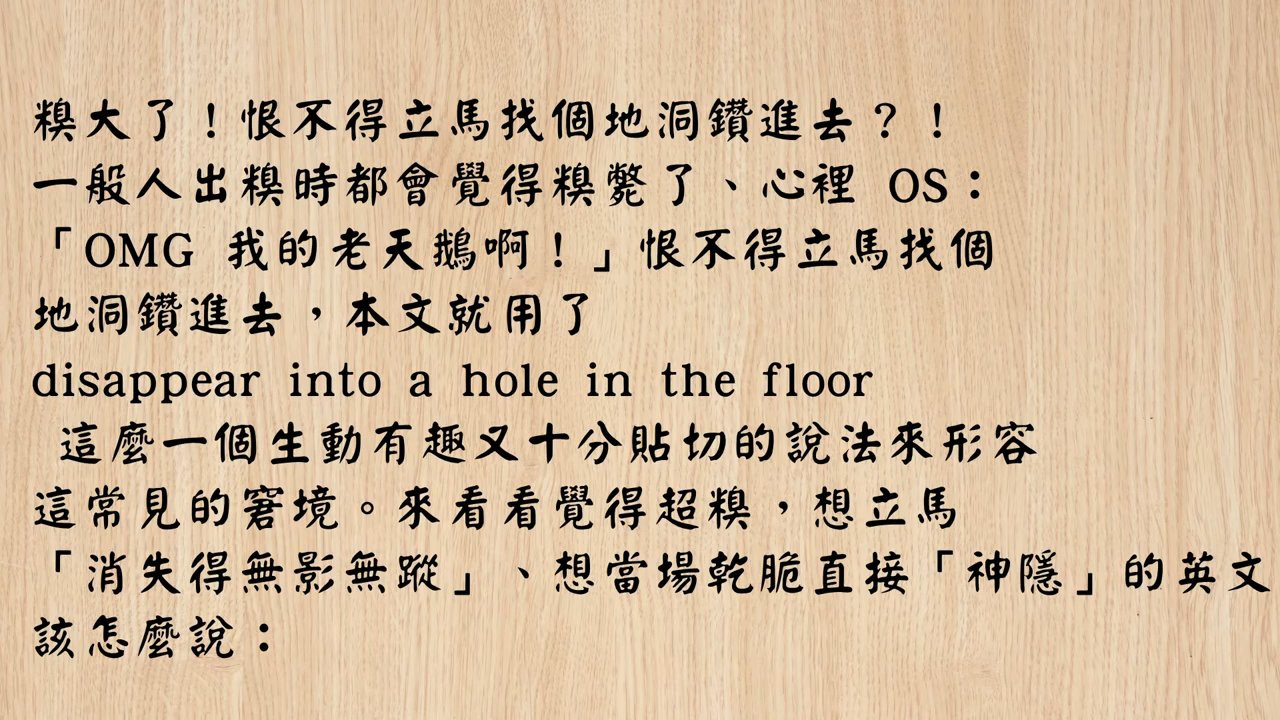 糗大了！恨不得立馬找個地洞鑽進去？！
一般人出糗時都會覺得糗斃了、心裡 OS：
「OMG 我的老天鵝啊！」恨不得立馬找個
地洞鑽進去，本文就用了
disappear into a hole in the floor
這麼一個生動有趣又十分貼切的說法來形容
這常見的窘境。來看看覺得超糗，想立馬
「消失得無影無蹤」、想當場乾脆直接「神隱」的英文
該怎麼說：